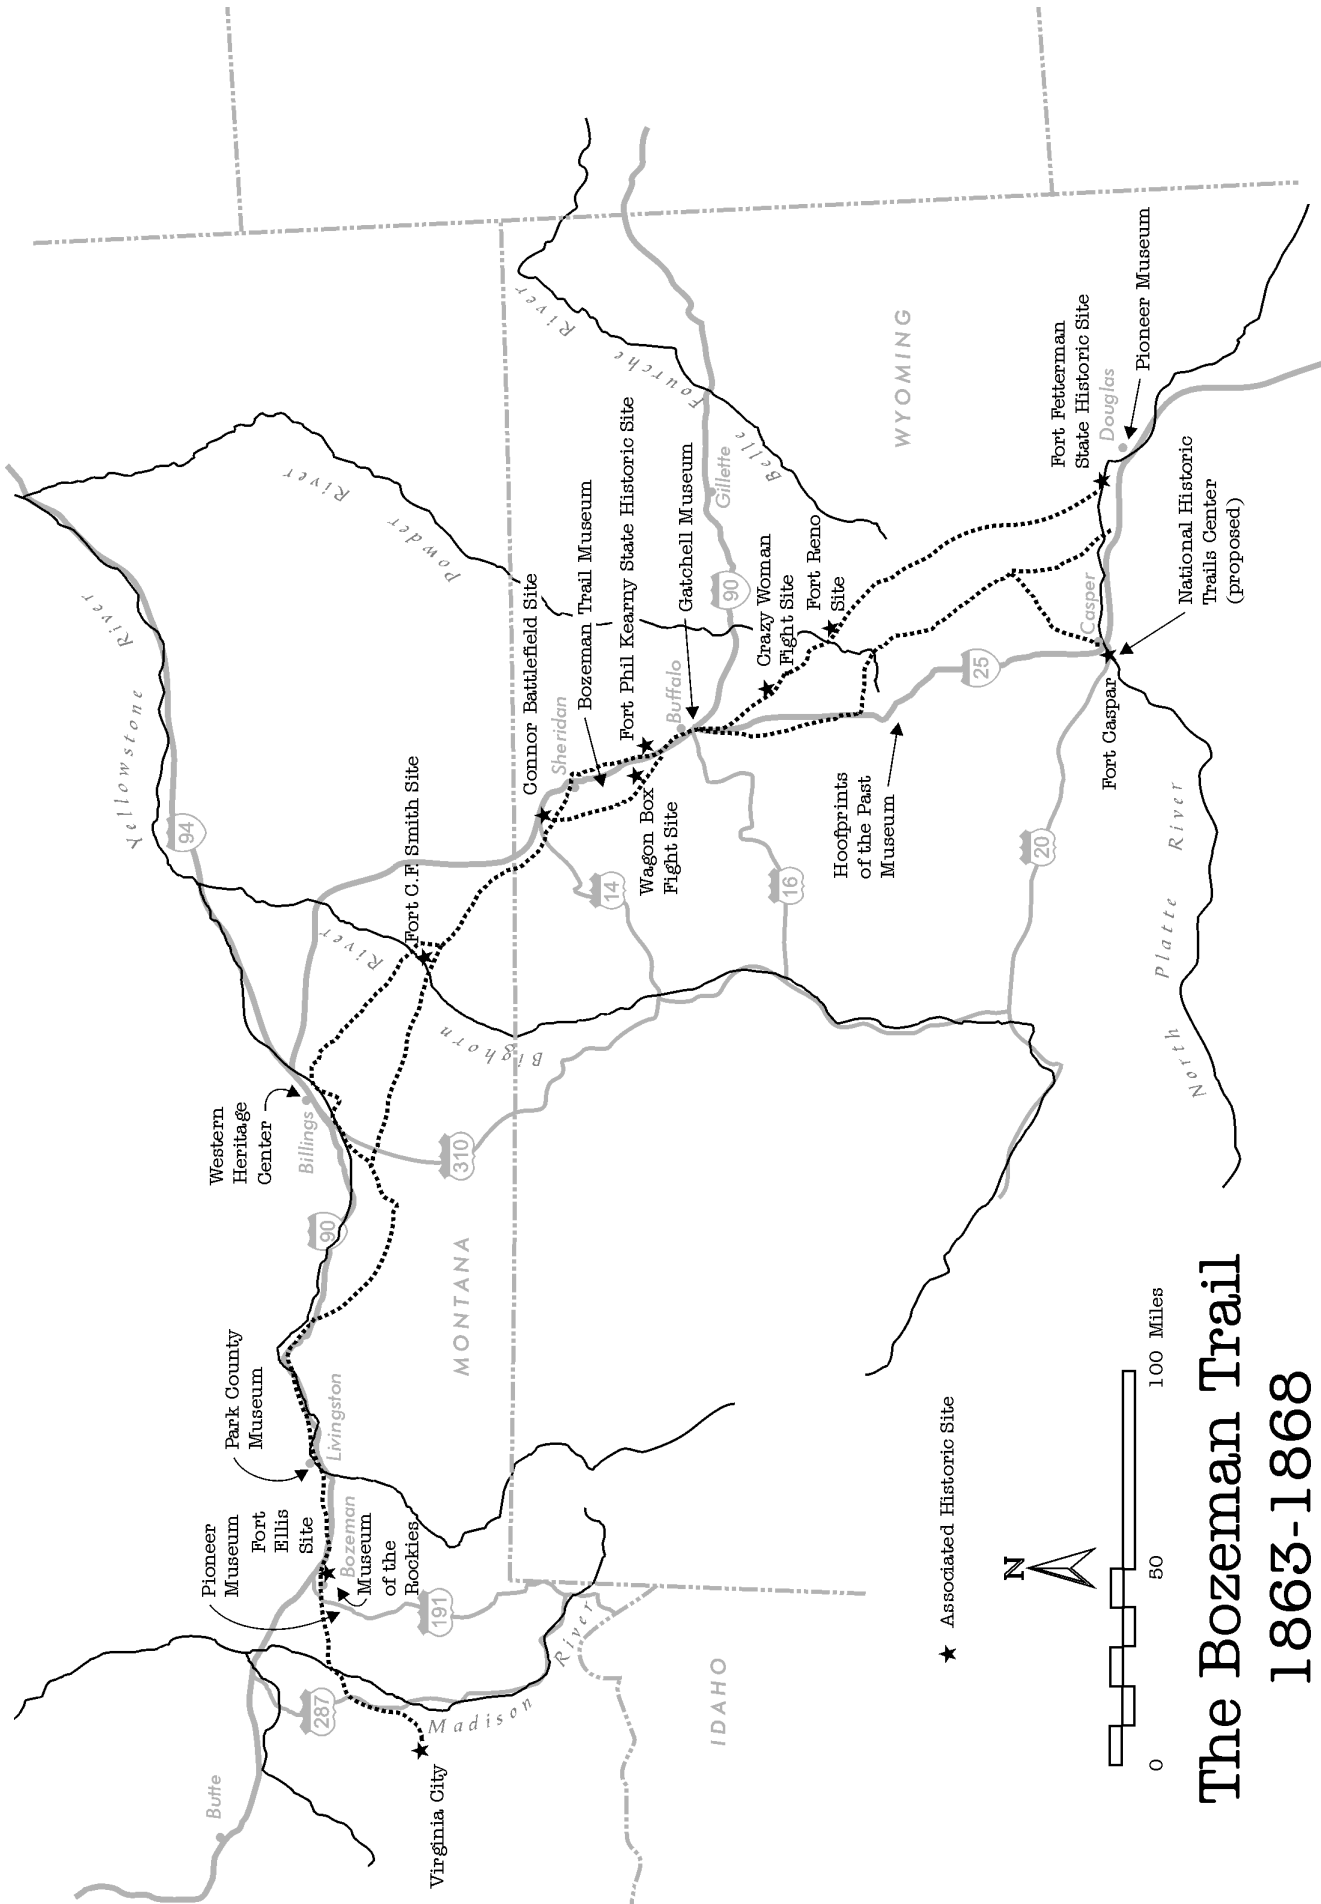 Butte
287
Virginia City
Madison
River
IDAHO
Pioneer
Museum
Fort
Ellis
Site
Bozeman
Museum
of the
Rockies
191
Park County
Museum
Livingston
MONTANA
90
Western
Heritage
Center
Billings
310
Bighorn
River
Fort C.F. Smith Site
Yellowstone
River
94
Powder
River
Connor Battlefield Site
Sheridan
Bozeman Trail Museum
Fort Phil Kearny State Historic Site
Wagon Box
Fight Site
14
16
Buffalo
Gatchell Museum
Gillette
90
Belle
Fourche
River
WYOMING
Crazy Woman
Fight Site
Fort Reno
Site
Hoofprints
of the Past
Museum
25
20
Fort Caspar
Casper
National Historic
Trails Center
(proposed)
Fort Fetterman
State Historic Site
Douglas
Pioneer Museum
North Platte River
Associated Historic Site
N
0 50 100 Miles
The Bozeman Trail
1863-1868